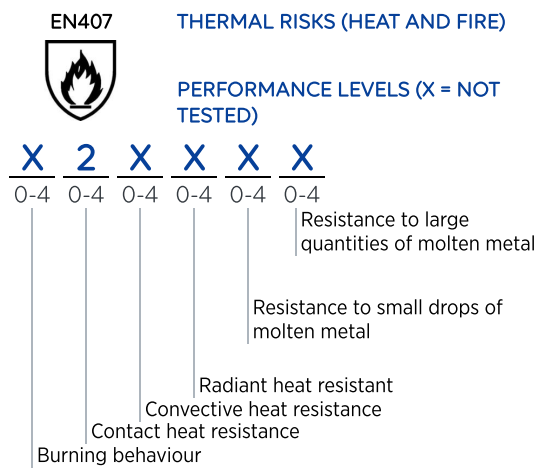 EN407
THERMAL RISKS (HEAT AND FIRE)
PERFORMANCE LEVELS (X = NOT
TESTED)
X 2 X X X X
0-4 0-4 0-4 0-4 0-4 0-4
Resistance to large
quantities of molten metal
Resistance to small drops of
molten metal
Radiant heat resistant
Convective heat resistance
Contact heat resistance
Burning behaviour